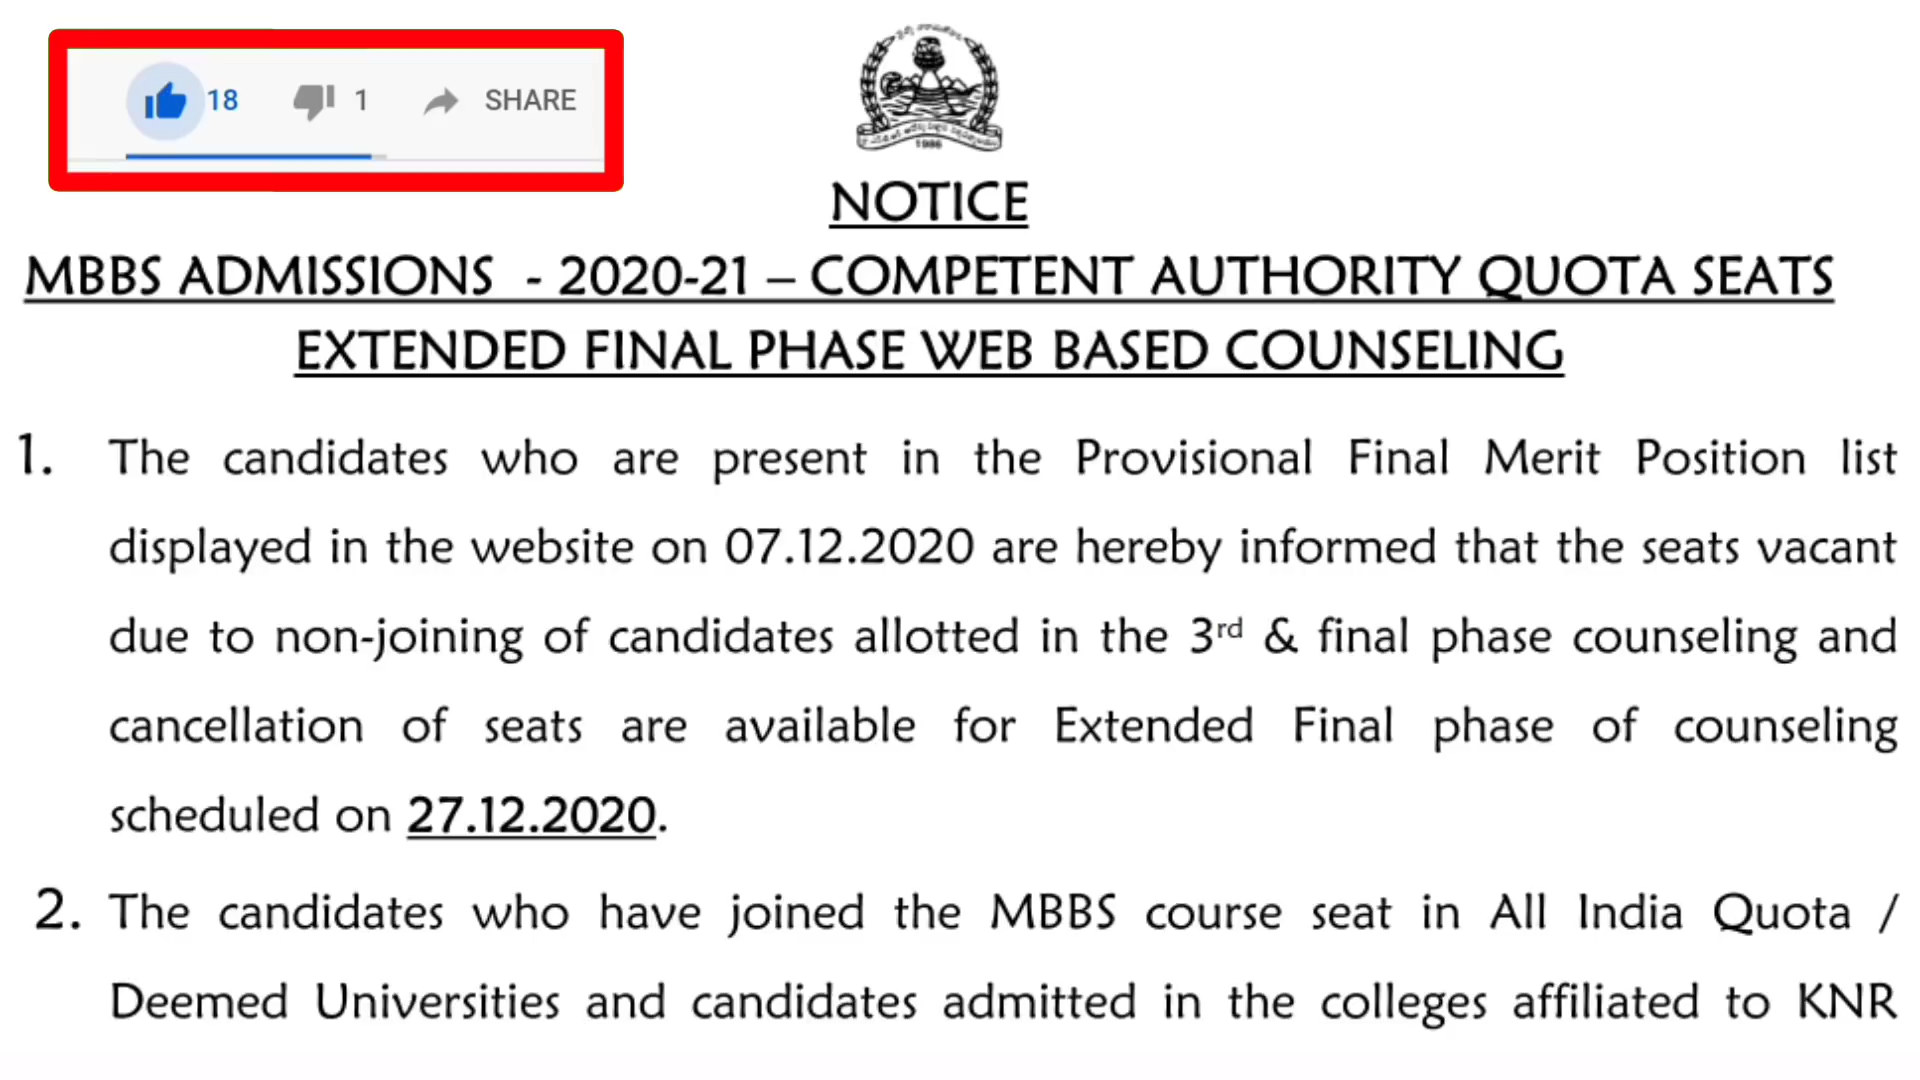 18 1 SHARE
1986
NOTICE
MBBS ADMISSIONS - 2020-21 – COMPETENT AUTHORITY QUOTA SEATS
EXTENDED FINAL PHASE WEB BASED COUNSELING
1. The candidates who are present in the Provisional Final Merit Position list
displayed in the website on 07.12.2020 are hereby informed that the seats vacant
due to non-joining of candidates allotted in the 3rd & final phase counseling and
cancellation of seats are available for Extended Final phase of counseling
scheduled on 27.12.2020.
2. The candidates who have joined the MBBS course seat in All India Quota /
Deemed Universities and candidates admitted in the colleges affiliated to KNR